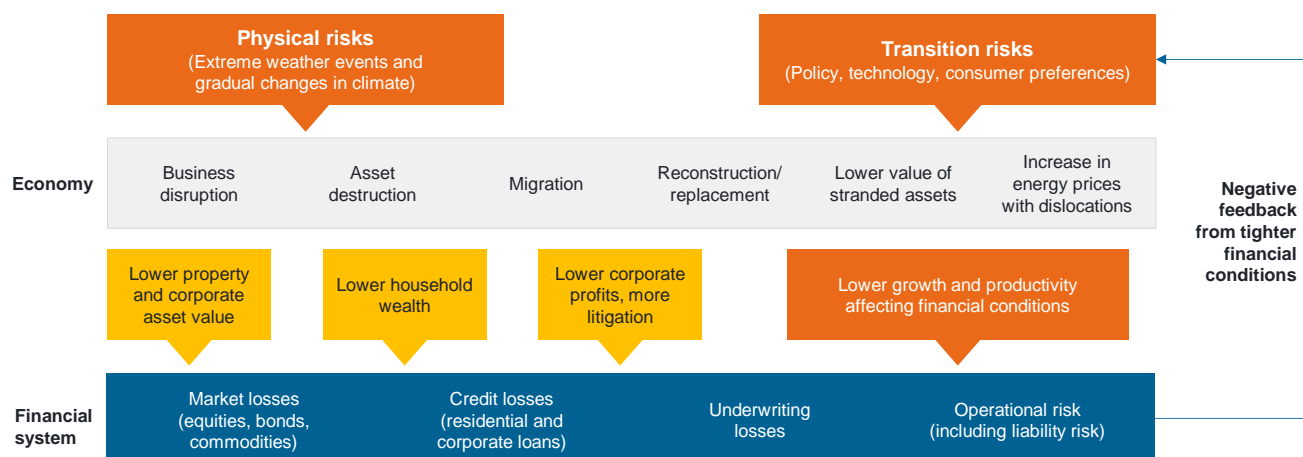 Physical risks
(Extreme weather events and
gradual changes in climate)
Transition risks
(Policy, technology, consumer preferences)
Economy
Business
disruption
Asset
destruction
Migration
Reconstruction/
replacement
Lower value of
stranded assets
Increase in
energy prices
with dislocations
Negative
feedback
from tighter
financial
conditions
Lower property
and corporate
asset value
Lower household
wealth
Lower corporate
profits, more
litigation
Lower growth and productivity
affecting financial conditions
Financial
system
Market losses
(equities, bonds,
commodities)
Credit losses
(residential and
corporate loans)
Underwriting
losses
Operational risk
(including liability risk)